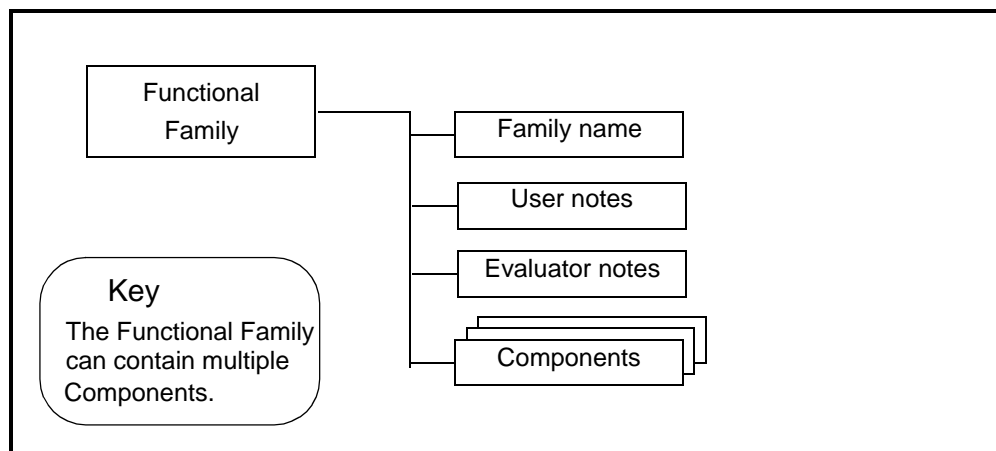 Functional
Family
Family name
User notes
Evaluator notes
Components
Key
The Functional Family
can contain multiple
Components.